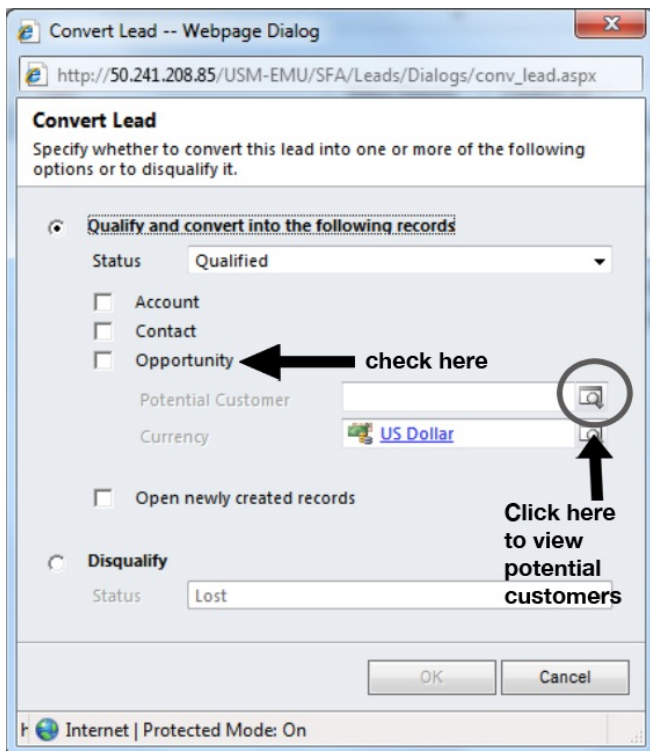 Convert Lead -- Webpage Dialog
http://50.241.208.85/USM-EMU/SFA/Leads/Dialogs/conv_lead.aspx
Convert Lead
Specify whether to convert this lead into one or more of the following
options or to disqualify it.
Qualify and convert into the following records
Status Qualified
Account
Contact
Opportunity check here
Potential Customer
Currency US Dollar
Open newly created records
Click here
to view
potential
customers
Disqualify
Status Lost
OK Cancel
Internet | Protected Mode: On